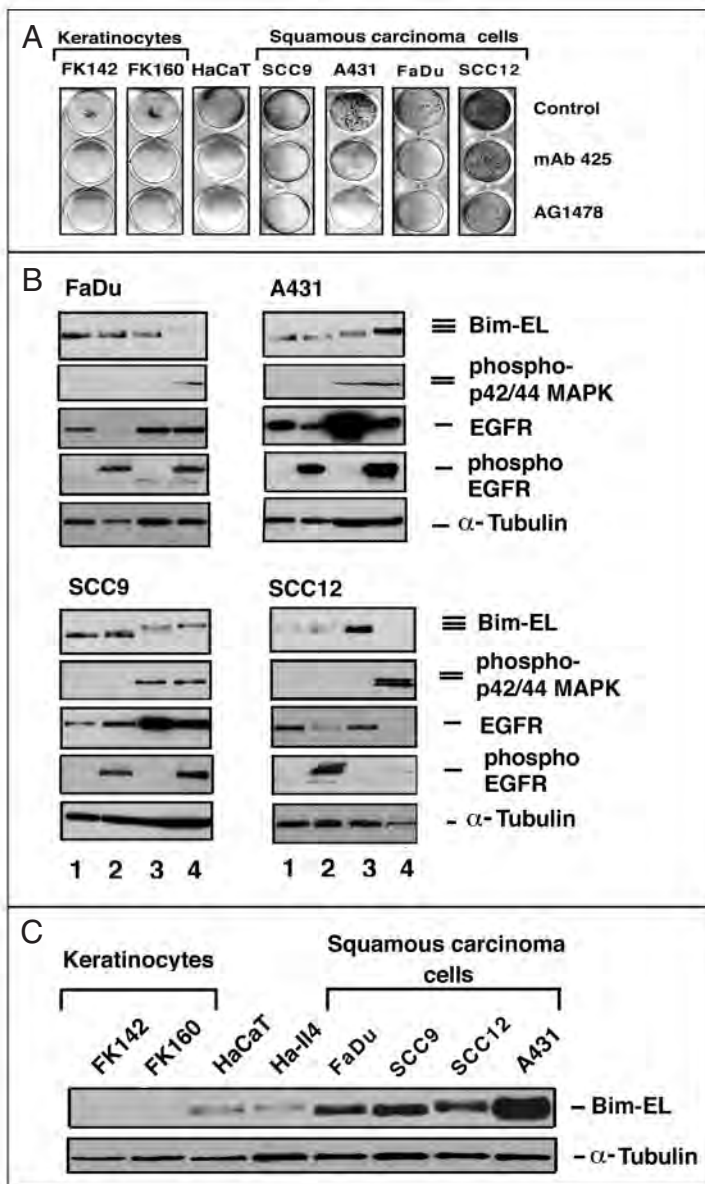 A
Keratinocytes
Squamous carcinoma cells
FK142 FK160 HaCaT SCC9 A431 FaDu SCC12
Control
mAb 425
AG1478
B
FaDu A431
Bim-EL
phospho-
p42/44 MAPK
EGFR
phospho
EGFR
α-Tubulin
SCC9 SCC12
Bim-EL
phospho-
p42/44 MAPK
EGFR
phospho
EGFR
α-Tubulin
1 2 3 4 1 2 3 4
C
Keratinocytes
Squamous carcinoma
cells
FK142 FK160 HaCaT Ha-II4 FaDu SCC9 SCC12 A431
Bim-EL
α-Tubulin